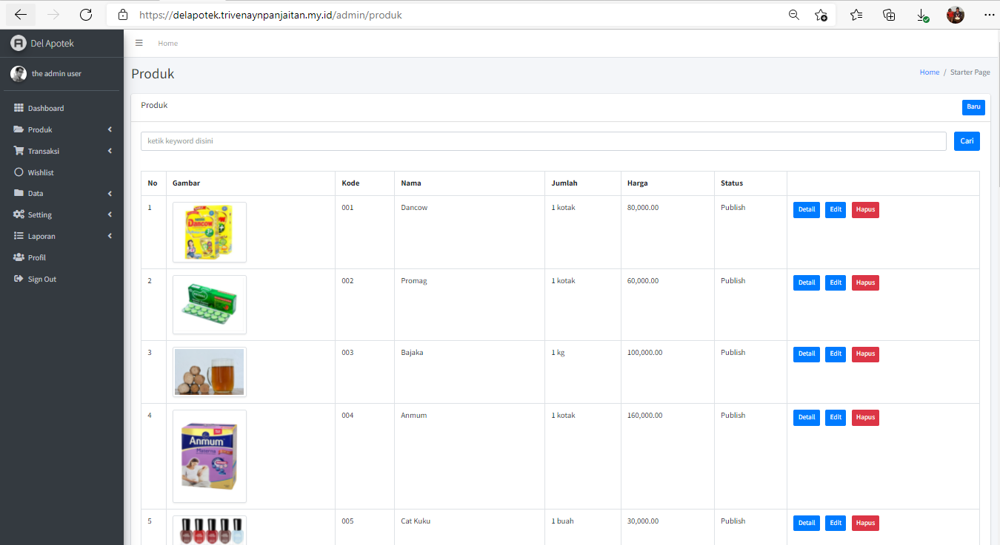 https://delapotek.trivenaynpanjaitan.my.id/admin/produk
Del Apotek
Home
the admin user
Produk
Home / Starter Page
Dashboard
Produk
Transaksi
Wishlist
Data
Setting
Laporan
Profil
Sign Out
Produk
Baru
ketik keyword disini
Cari
No Gambar Kode Nama Jumlah Harga Status
1 001 Dancow 1 kotak 80,000.00 Publish Detail Edit Hapus
Dancow
2 002 Promag 1 kotak 60,000.00 Publish Detail Edit Hapus
3 003 Bajaka 1 kg 100,000.00 Publish Detail Edit Hapus
4 004 Anmum 1 kotak 160,000.00 Publish Detail Edit Hapus
Anmum
Materna
5 005 Cat Kuku 1 buah 30,000.00 Publish Detail Edit Hapus